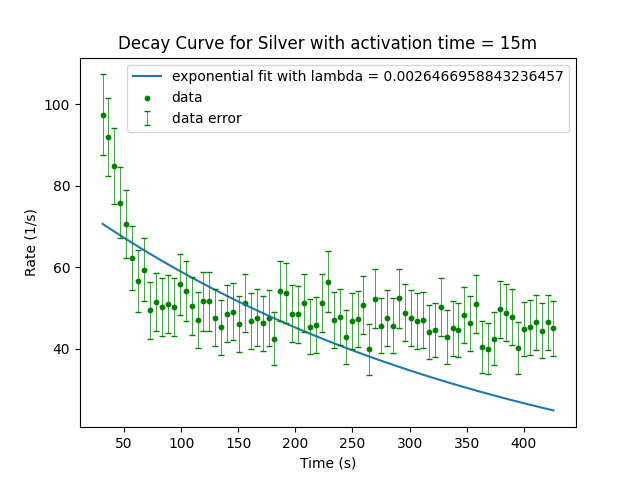 Decay Curve for Silver with activation time = 15m
exponential fit with lambda = 0.0026466958843236457
data
data error
100
80
60
40
Rate (1/s)
50
100
150
200
250
300
350
400
Time (s)